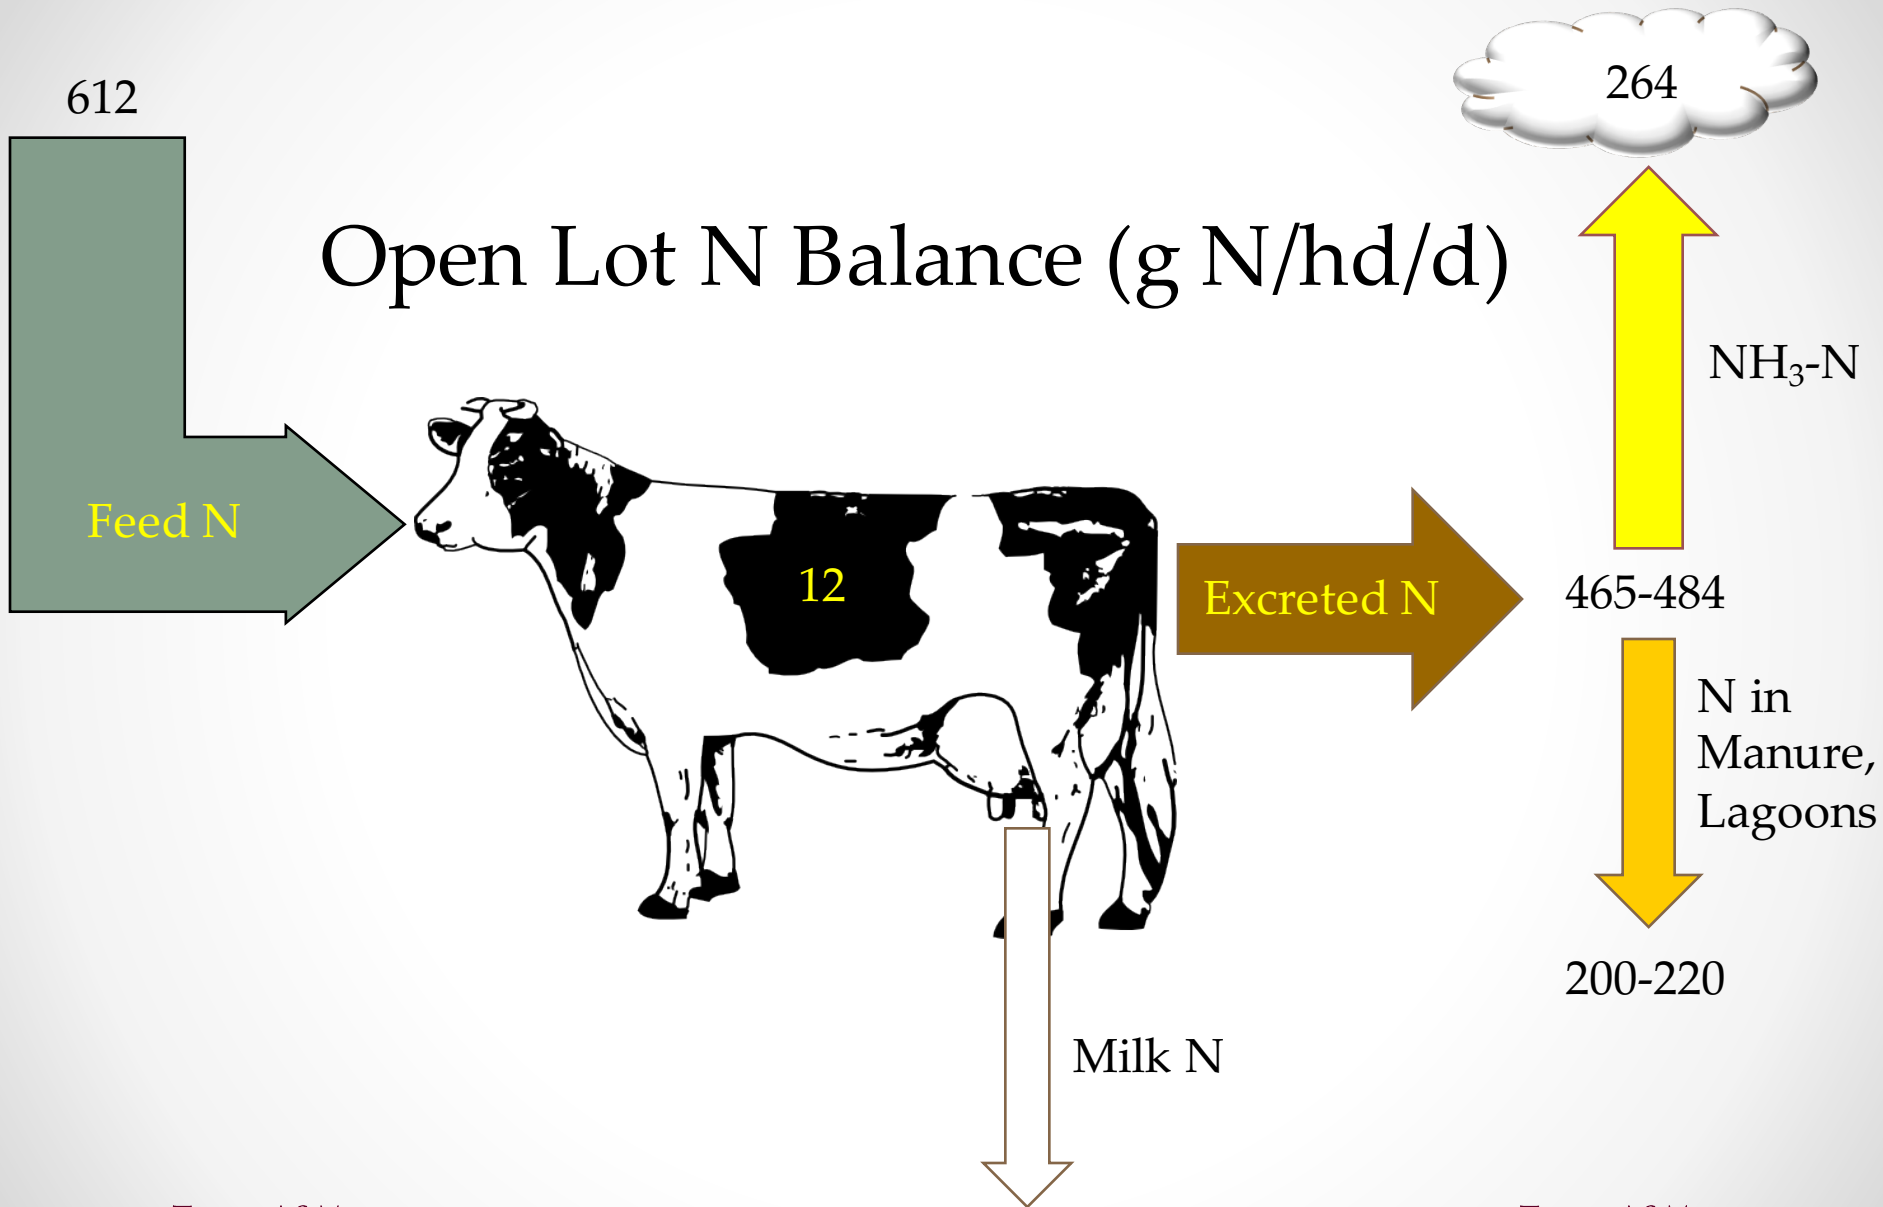 612
264
Open Lot N Balance (g N/hd/d)
NH₃-N
Feed N
12
Excreted N
465-484
N in
Manure,
Lagoons
200-220
Milk N